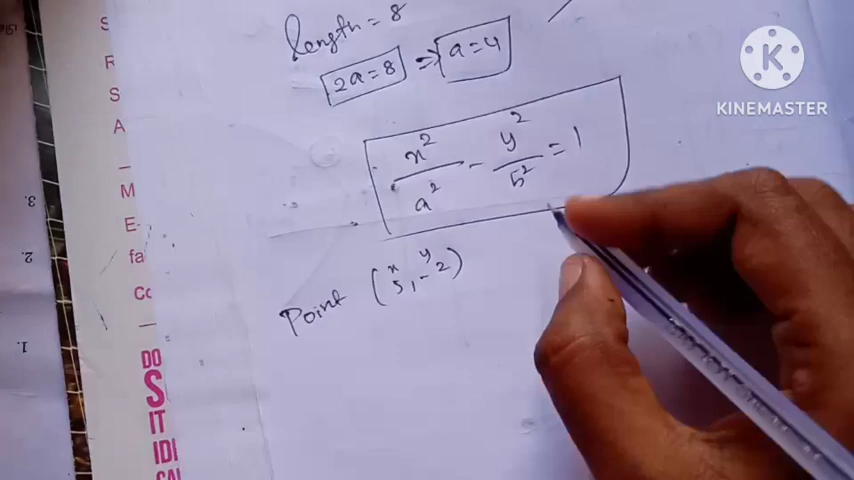 length = 8
2a = 8 ⇒ a = 4
x²/a² - y²/b² = 1
x y
Point (5, -2)
KINEMASTER
S
R
S
A
M
E-
fa
Co
DO
S
IT
IDI
3.
1.